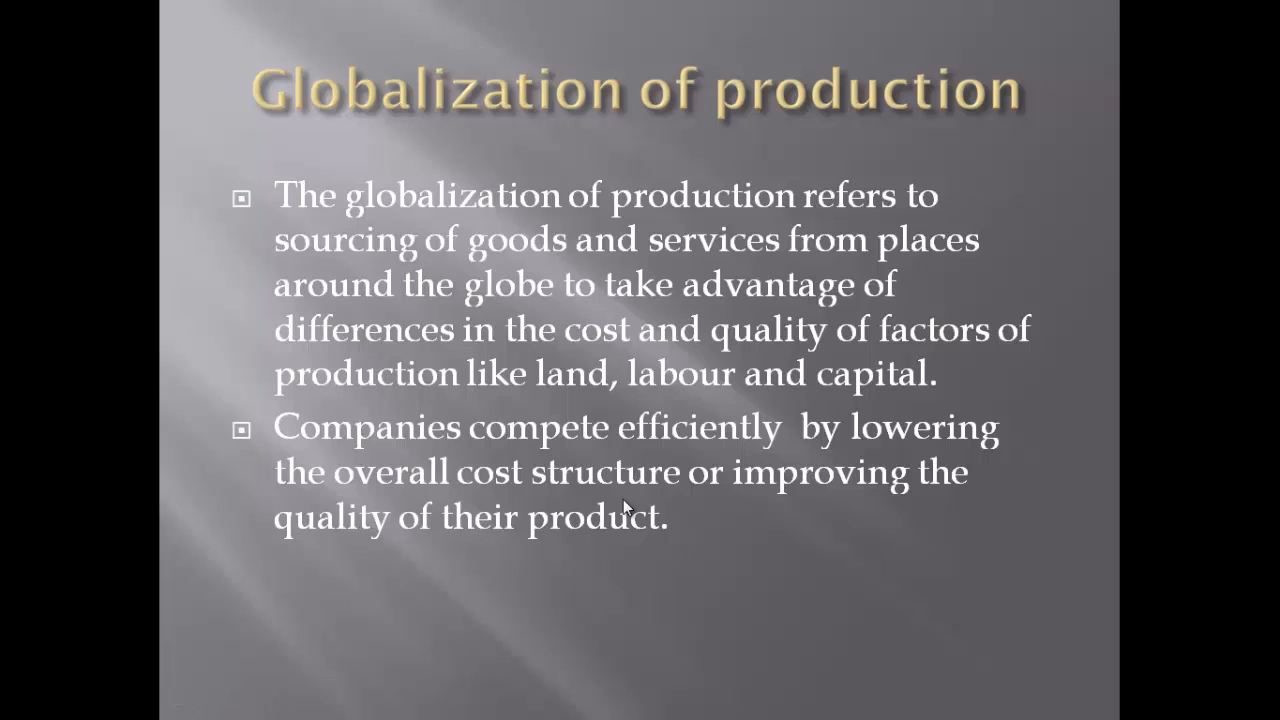 Globalization of production
The globalization of production refers to
sourcing of goods and services from places
around the globe to take advantage of
differences in the cost and quality of factors of
production like land, labour and capital.
Companies compete efficiently  by lowering
the overall cost structure or improving the
quality of their product.